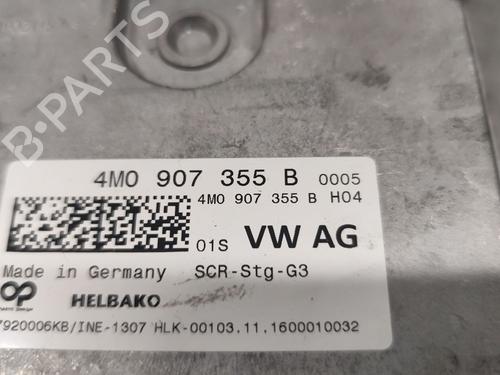 B-PARTS
4M0 907 355 B 0005
4M0 907 355 B H04
01S VW AG
Made in Germany SCR-Stg-G3
HELBAKO
7920006KB/INE-1307 HLK-00103.11.1600010032